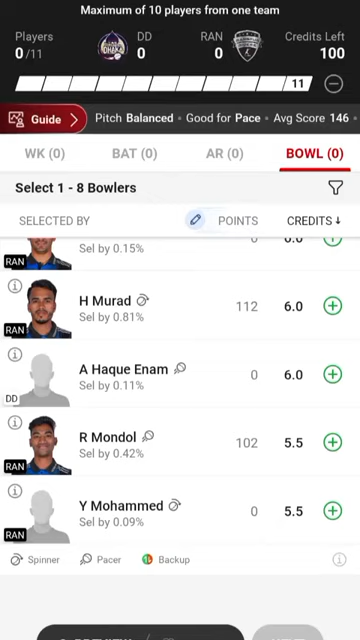 Maximum of 10 players from one team
Players
0/11
DD
0
RAN
0
Credits Left
100
11
Guide
Pitch Balanced • Good for Pace • Avg Score 146 •
WK (0)
BAT (0)
AR (0)
BOWL (0)
Select 1 - 8 Bowlers
SELECTED BY
POINTS
CREDITS ↓
Sel by 0.15%
RAN
H Murad
Sel by 0.81%
112
6.0
RAN
A Haque Enam
Sel by 0.11%
0
6.0
DD
R Mondol
Sel by 0.42%
102
5.5
RAN
Y Mohammed
Sel by 0.09%
0
5.5
RAN
Spinner
Pacer
Backup